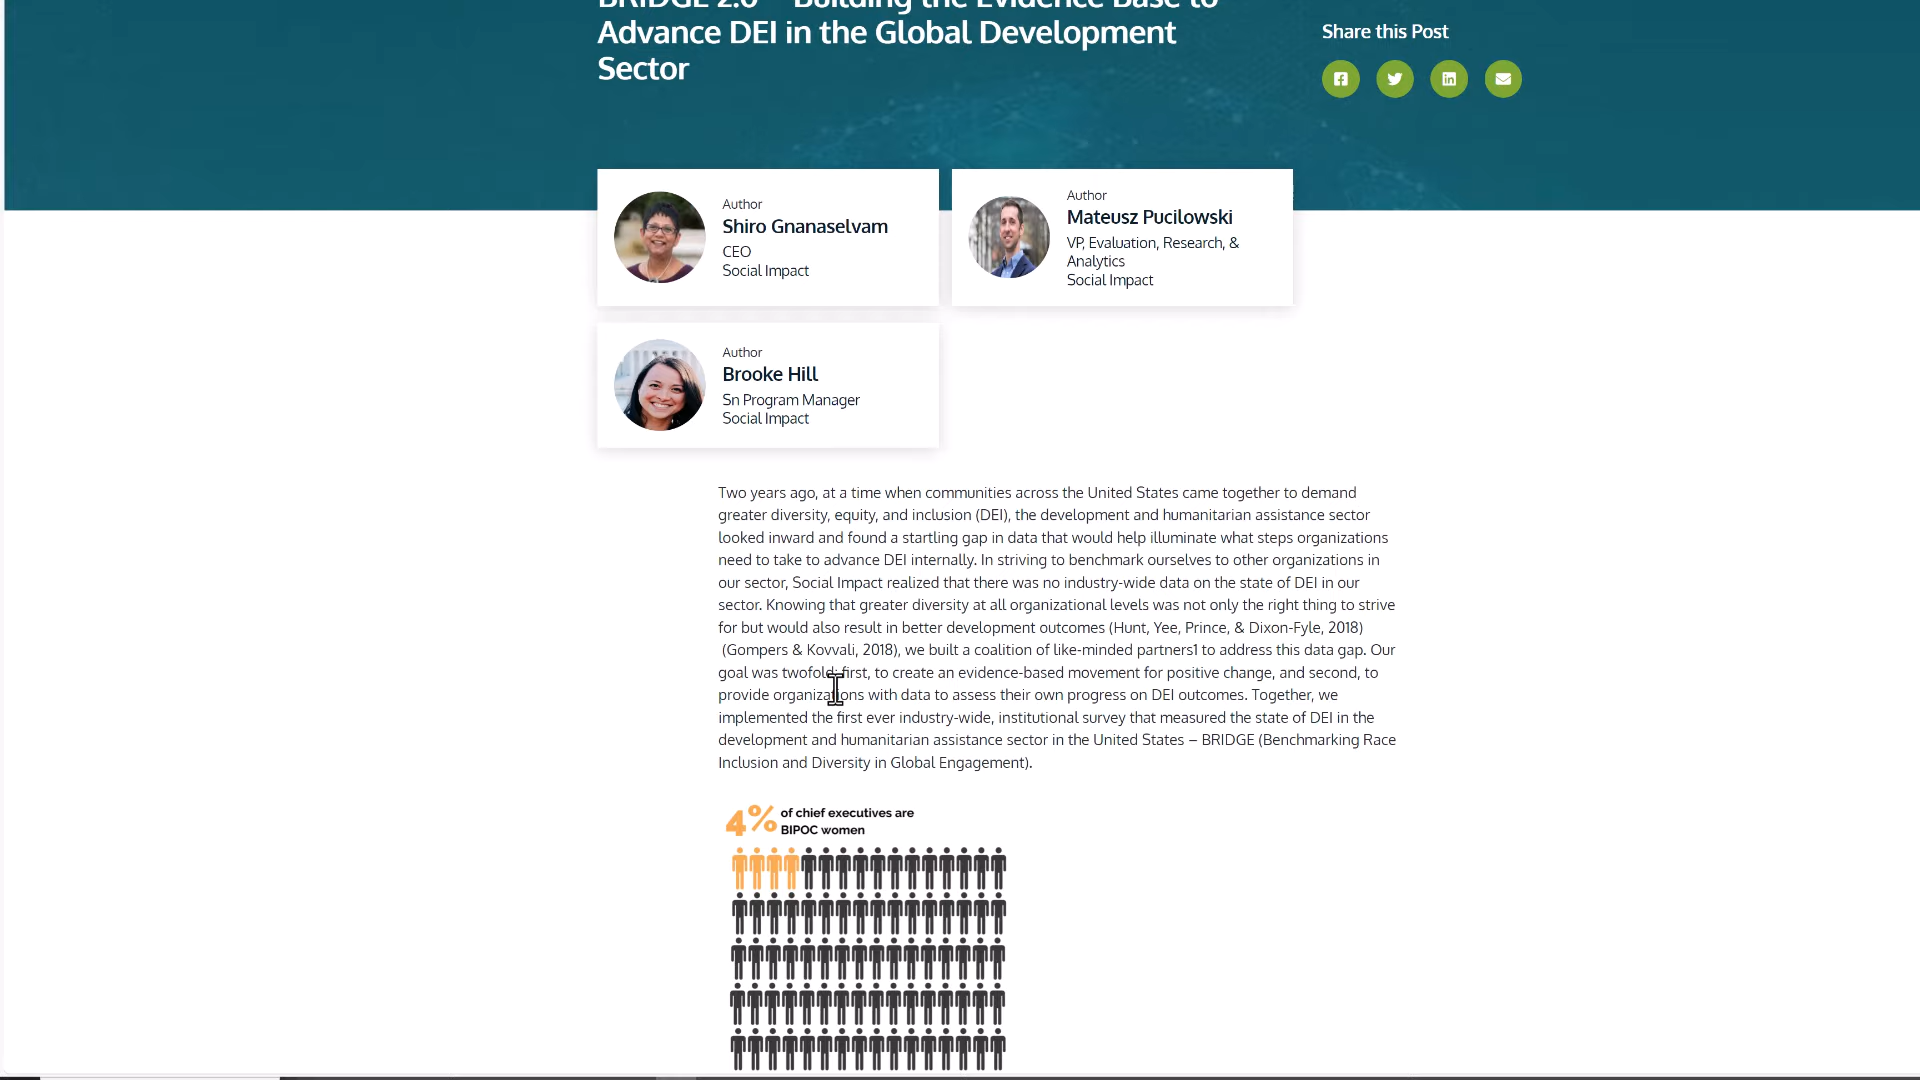 BRIDGE 2.0 – Building the Evidence Base to
Advance DEI in the Global Development
Sector
Share this Post
Author
Shiro Gnanaselvam
CEO
Social Impact
Author
Mateusz Pucilowski
VP, Evaluation, Research, &
Analytics
Social Impact
Author
Brooke Hill
Sn Program Manager
Social Impact
Two years ago, at a time when communities across the United States came together to demand
greater diversity, equity, and inclusion (DEI), the development and humanitarian assistance sector
looked inward and found a startling gap in data that would help illuminate what steps organizations
need to take to advance DEI internally. In striving to benchmark ourselves to other organizations in
our sector, Social Impact realized that there was no industry-wide data on the state of DEI in our
sector. Knowing that greater diversity at all organizational levels was not only the right thing to strive
for but would also result in better development outcomes (Hunt, Yee, Prince, & Dixon-Fyle, 2018)
(Gompers & Kovvali, 2018), we built a coalition of like-minded partners1 to address this data gap. Our
goal was twofold: first, to create an evidence-based movement for positive change, and second, to
provide organizations with data to assess their own progress on DEI outcomes. Together, we
implemented the first ever industry-wide, institutional survey that measured the state of DEI in the
development and humanitarian assistance sector in the United States – BRIDGE (Benchmarking Race
Inclusion and Diversity in Global Engagement).
4% of chief executives are
BIPOC women